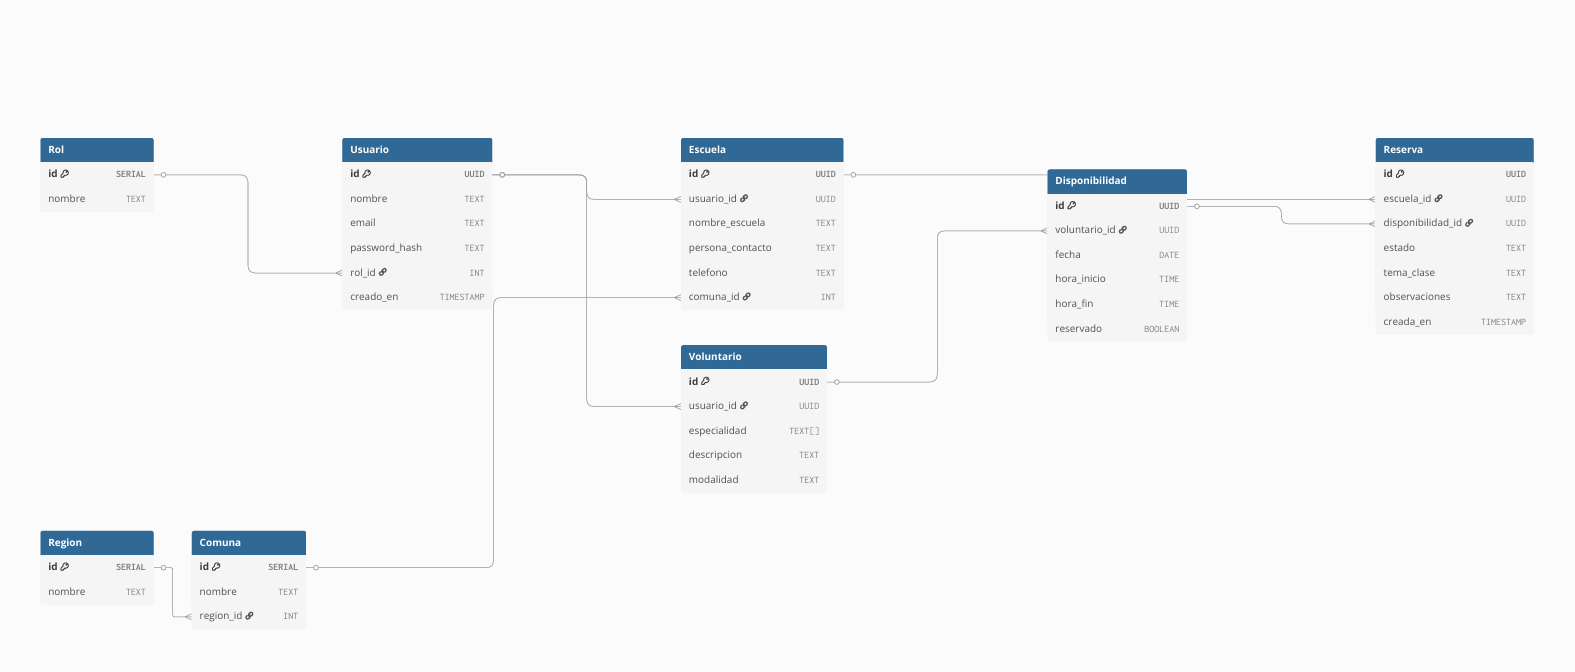 Rol
id SERIAL
nombre TEXT
Usuario
id UUID
nombre TEXT
email TEXT
password_hash TEXT
rol_id INT
creado_en TIMESTAMP
Escuela
id UUID
usuario_id UUID
nombre_escuela TEXT
persona_contacto TEXT
telefono TEXT
comuna_id INT
Disponibilidad
id UUID
voluntario_id UUID
fecha DATE
hora_inicio TIME
hora_fin TIME
reservado BOOLEAN
Reserva
id UUID
escuela_id UUID
disponibilidad_id UUID
estado TEXT
tema_clase TEXT
observaciones TEXT
creada_en TIMESTAMP
Voluntario
id UUID
usuario_id UUID
especialidad TEXT[]
descripcion TEXT
modalidad TEXT
Region
id SERIAL
nombre TEXT
Comuna
id SERIAL
nombre TEXT
region_id INT